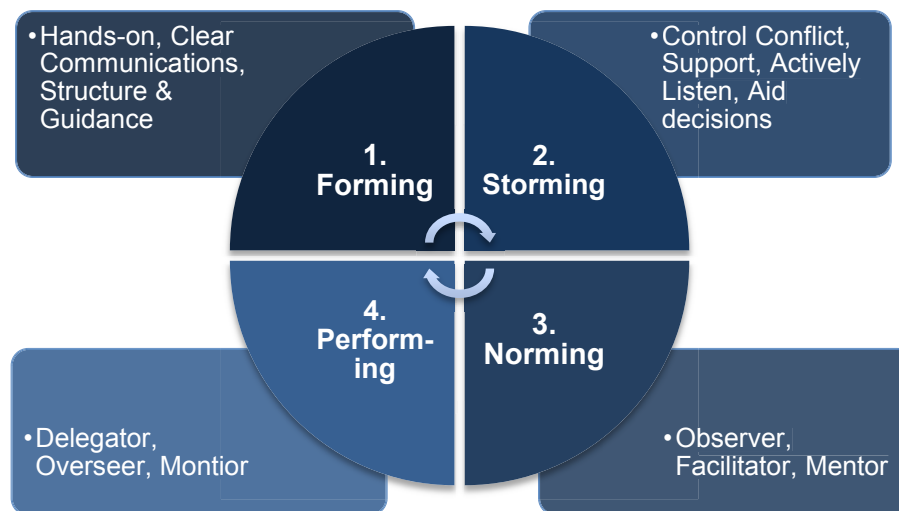 •Hands-on, Clear
Communications,
Structure &
Guidance
•Control Conflict,
Support, Actively
Listen, Aid
decisions
1.
Forming
2.
Storming
4.
Perform-
ing
3.
Norming
•Delegator,
Overseer, Montior
•Observer,
Facilitator, Mentor